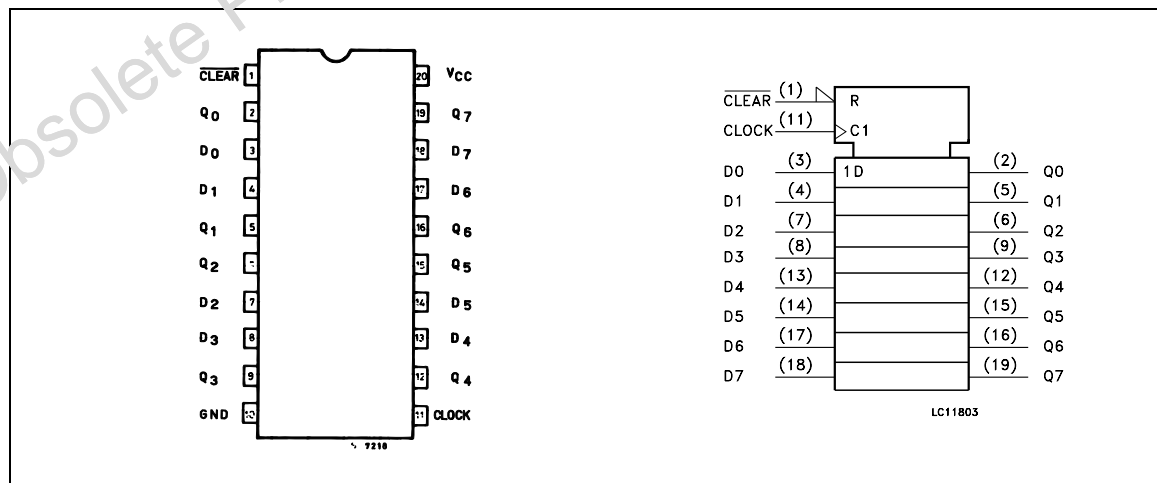 Obsolete P
CLEAR 1 20 VCC
Q0 2 19 Q7
D0 3 18 D7
D1 4 17 D6
Q1 5 16 Q6
Q2 15 Q5
D2 7 14 D5
D3 8 13 D4
Q3 9 12 Q4
GND 10 11 CLOCK
7218
CLEAR (1) R
CLOCK (11) C1
D0 (3) 1D (2) Q0
D1 (4) (5) Q1
D2 (7) (6) Q2
D3 (8) (9) Q3
D4 (13) (12) Q4
D5 (14) (15) Q5
D6 (17) (16) Q6
D7 (18) (19) Q7
LC11803